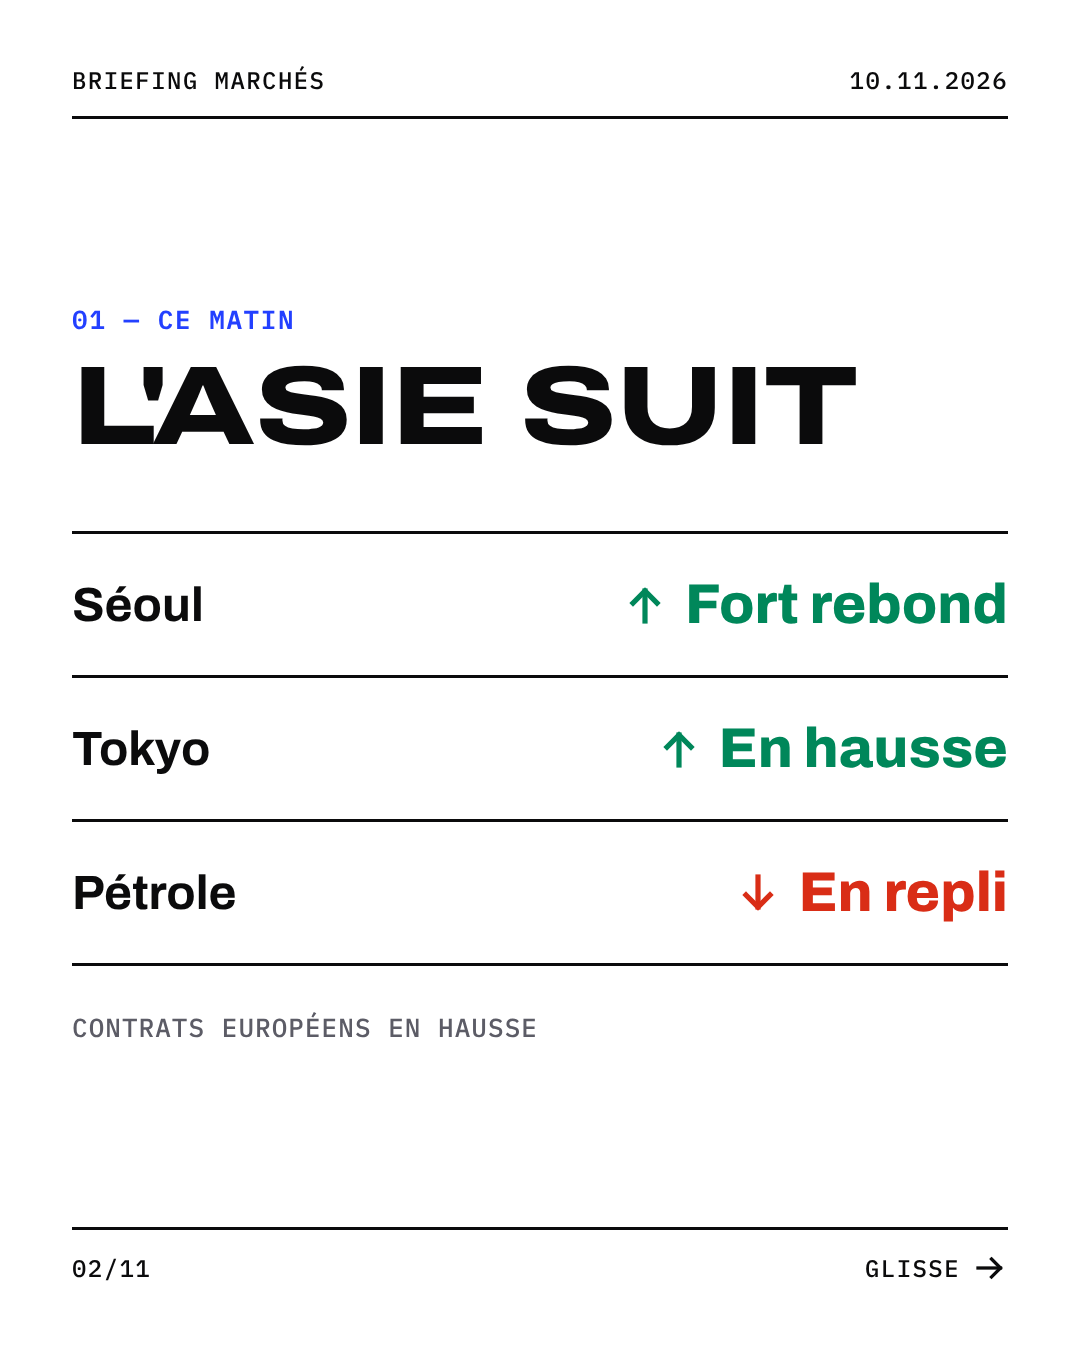 BRIEFING MARCHÉS 10.11.2026
01 — CE MATIN
L'ASIE SUIT
Séoul ↑ Fort rebond
Tokyo ↑ En hausse
Pétrole ↓ En repli
CONTRATS EUROPÉENS EN HAUSSE
02/11 GLISSE →